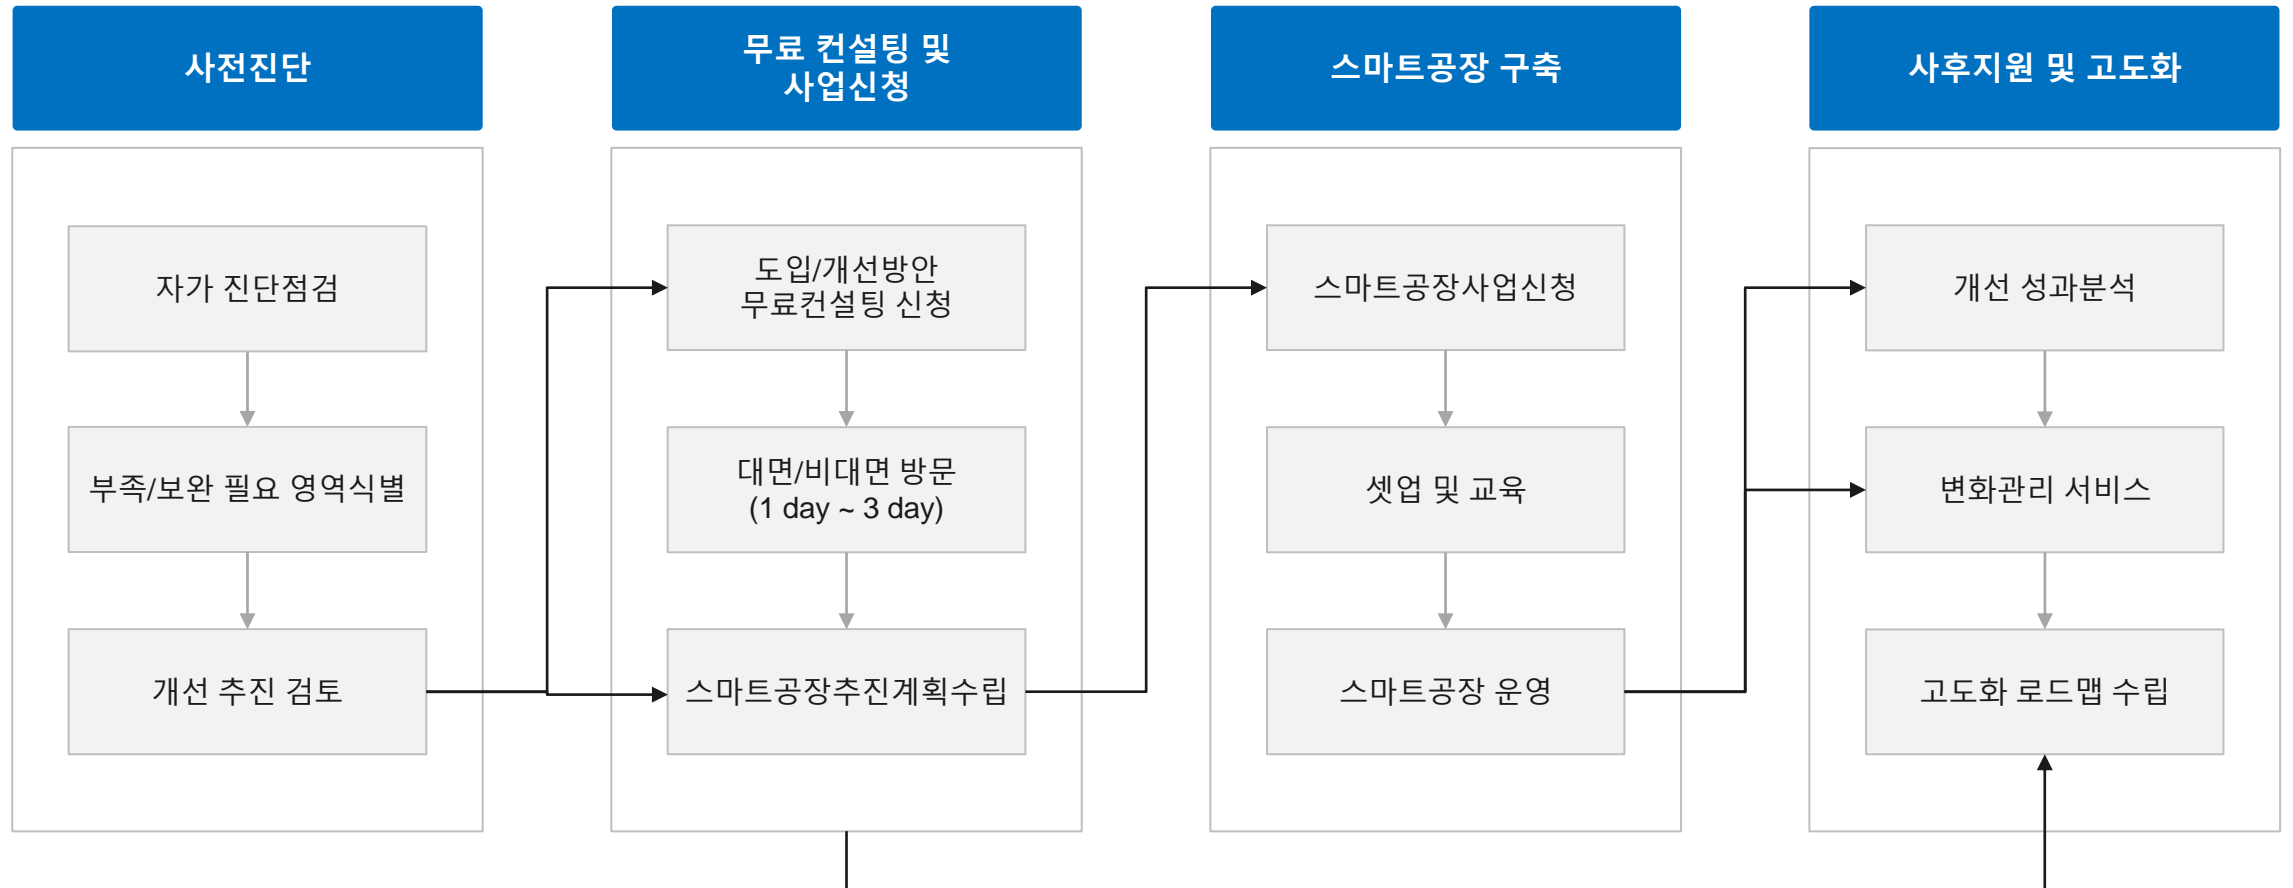 사전진단
무료 컨설팅 및
사업신청
스마트공장 구축
사후지원 및 고도화
자가 진단점검
부족/보완 필요 영역식별
개선 추진 검토
도입/개선방안
무료컨설팅 신청
대면/비대면 방문
(1 day ~ 3 day)
스마트공장추진계획수립
스마트공장사업신청
셋업 및 교육
스마트공장 운영
개선 성과분석
변화관리 서비스
고도화 로드맵 수립